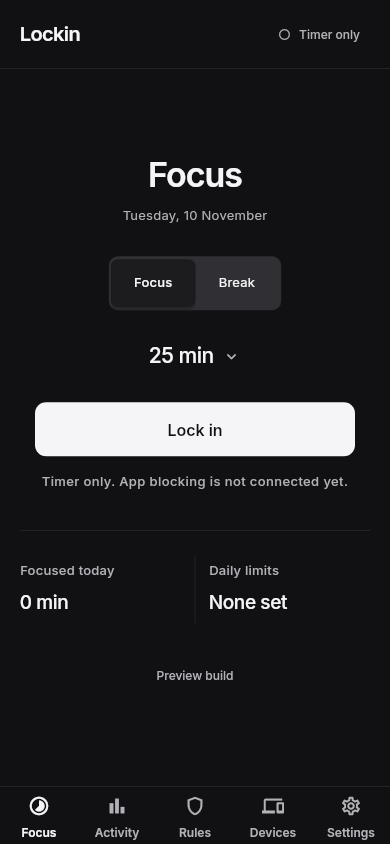 Lockin
Timer only
Focus
Tuesday, 10 November
Focus
Break
25 min
Lock in
Timer only. App blocking is not connected yet.
Focused today
0 min
Daily limits
None set
Preview build
Focus
Activity
Rules
Devices
Settings